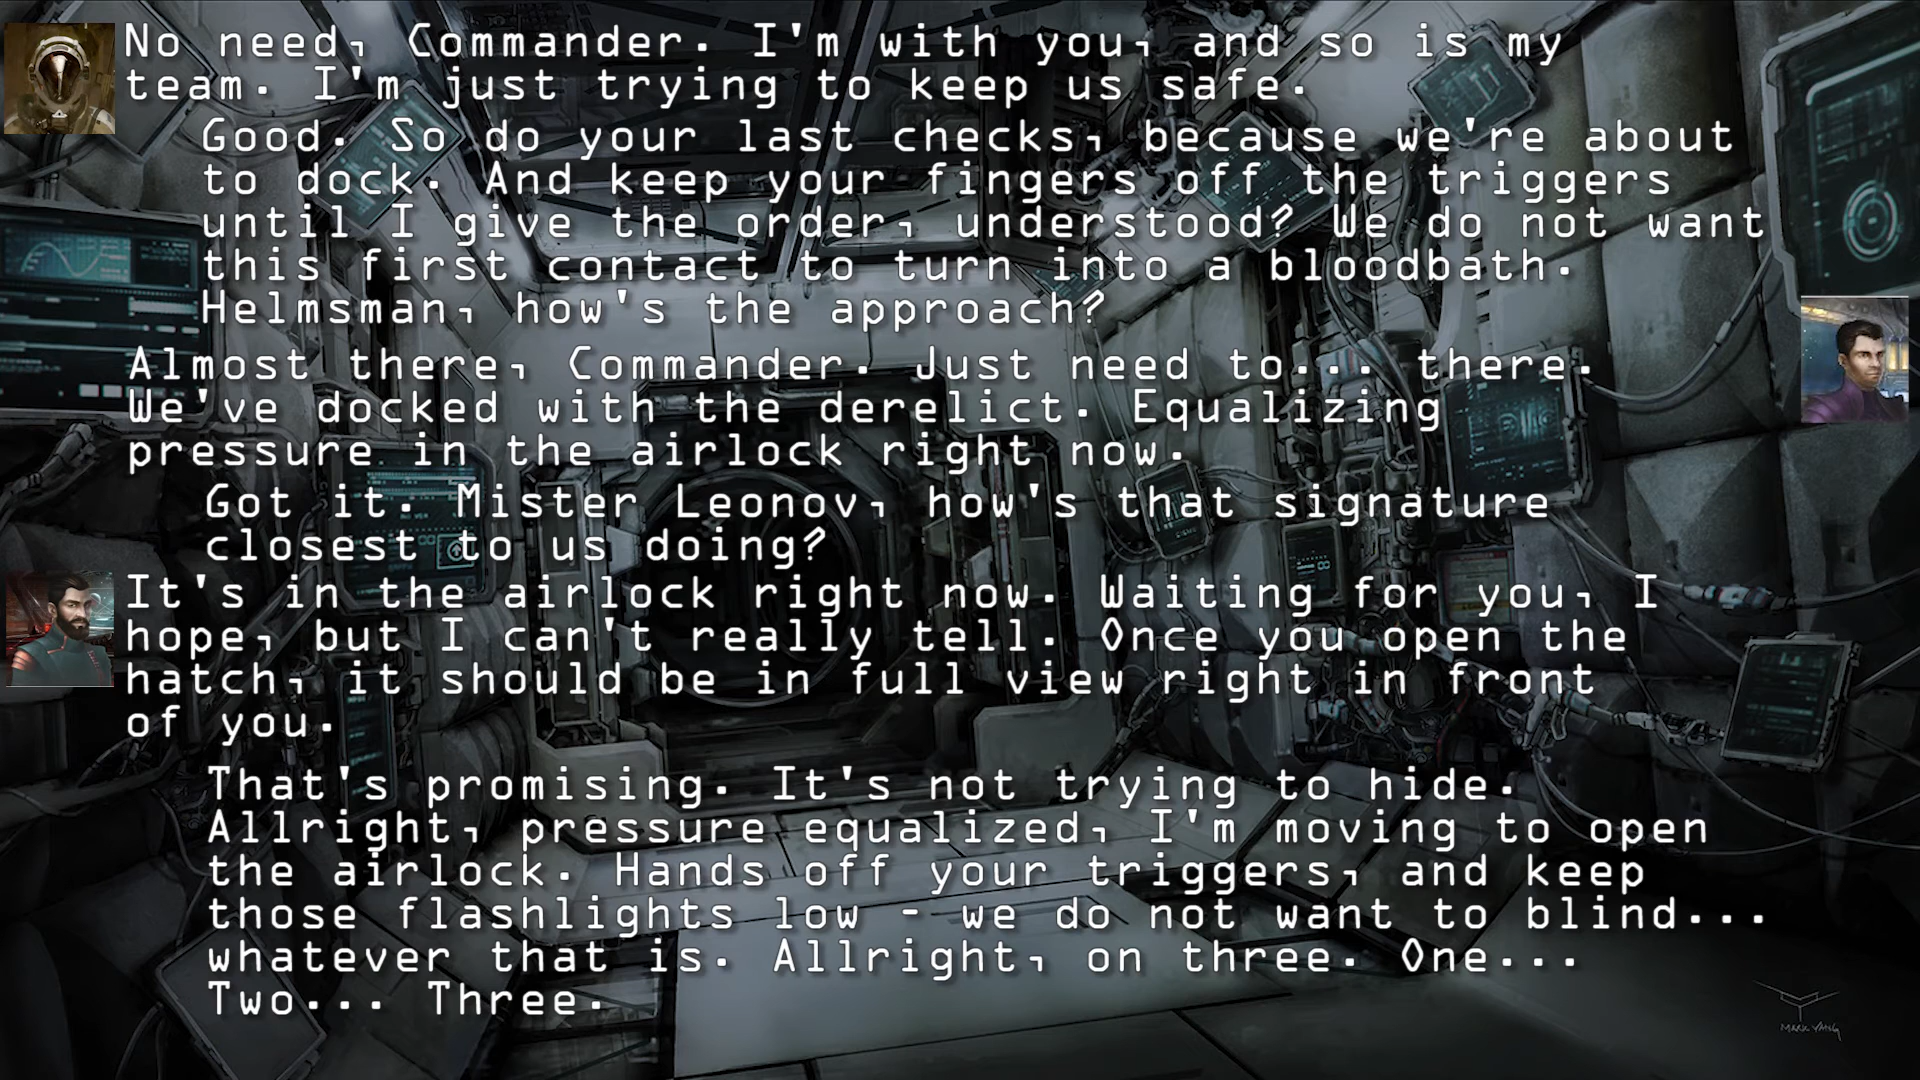 No need, Commander. I'm with you, and so is my
team. I'm just trying to keep us safe.
Good. So do your last checks, because we're about
to dock. And keep your fingers off the triggers
until I give the order, understood? We do not want
this first contact to turn into a bloodbath.
Helmsman, how's the approach?
Almost there, Commander. Just need to... there.
We've docked with the derelict. Equalizing
pressure in the airlock right now.
Got it. Mister Leonov, how's that signature
closest to us doing?
It's in the airlock right now. Waiting for you, I
hope, but I can't really tell. Once you open the
hatch, it should be in full view right in front
of you.
That's promising. It's not trying to hide.
Allright, pressure equalized, I'm moving to open
the airlock. Hands off your triggers, and keep
those flashlights low - we do not want to blind...
whatever that is. Allright, on three. One...
Two... Three.
MARK YANG